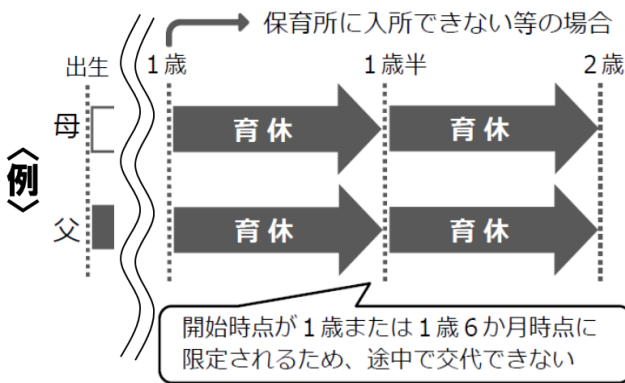 保育所に入所できない等の場合
出生
1歳
1歳半
2歳
〈例〉
母
育休
育休
父
育休
育休
開始時点が1歳または1歳6か月時点に
限定されるため、途中で交代できない